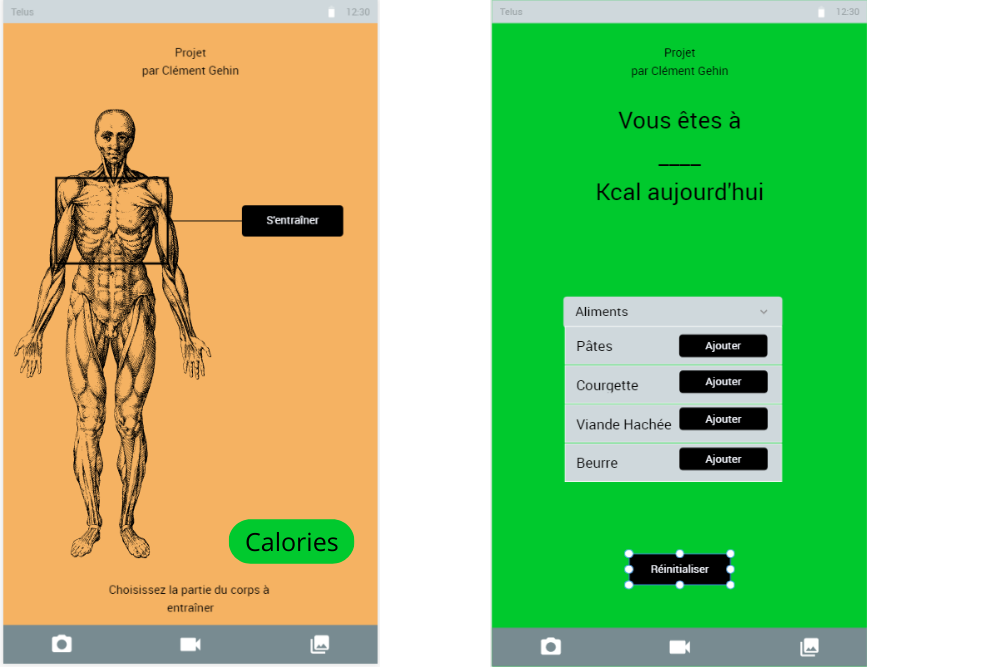 Telus 12:30
Projet
par Clément Gehin
S'entraîner
Calories
Choisissez la partie du corps à
entraîner
Telus 12:30
Projet
par Clément Gehin
Vous êtes à
____
Kcal aujourd'hui
Aliments
Pâtes Ajouter
Courgette Ajouter
Viande Hachée Ajouter
Beurre Ajouter
Réinitialiser